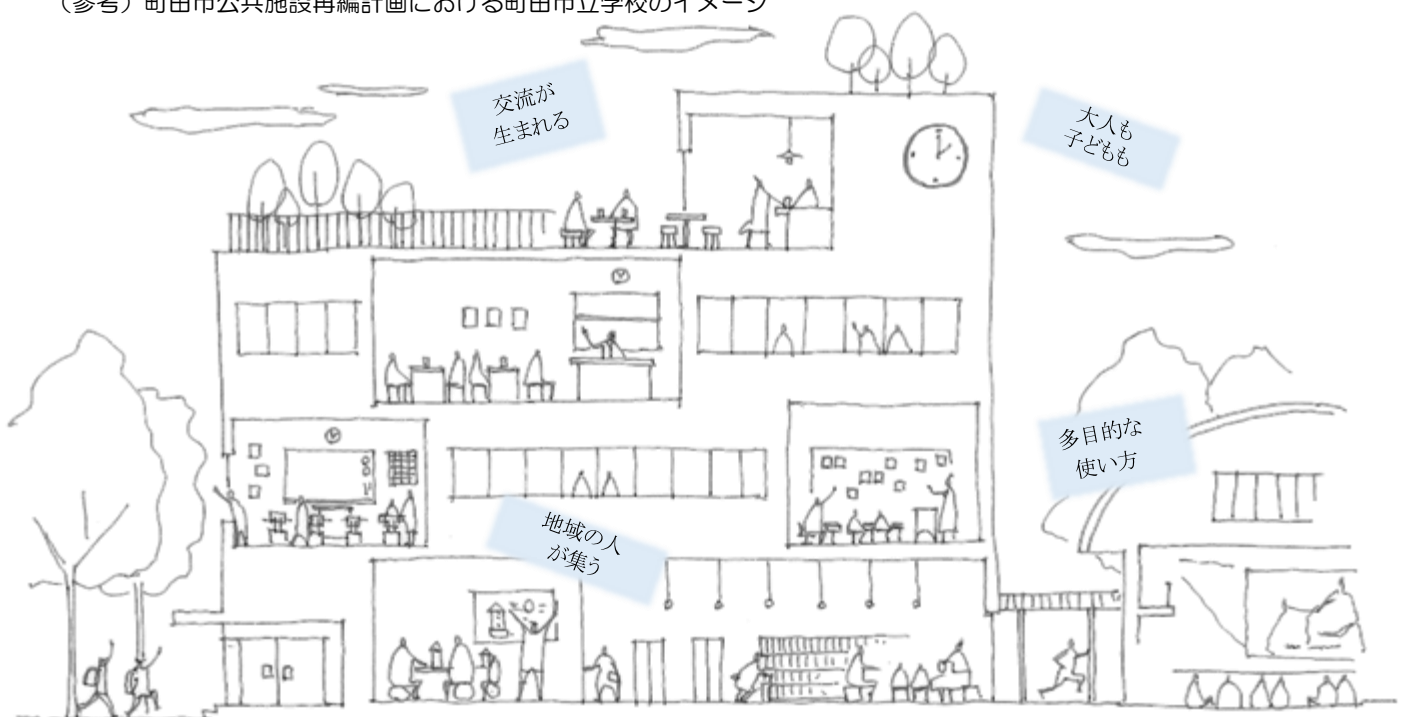 （参考）町田市公共施設再編計画における町田市立学校のイメージ
交流が
生まれる
大人も
子どもも
多目的な
使い方
地域の人
が集う